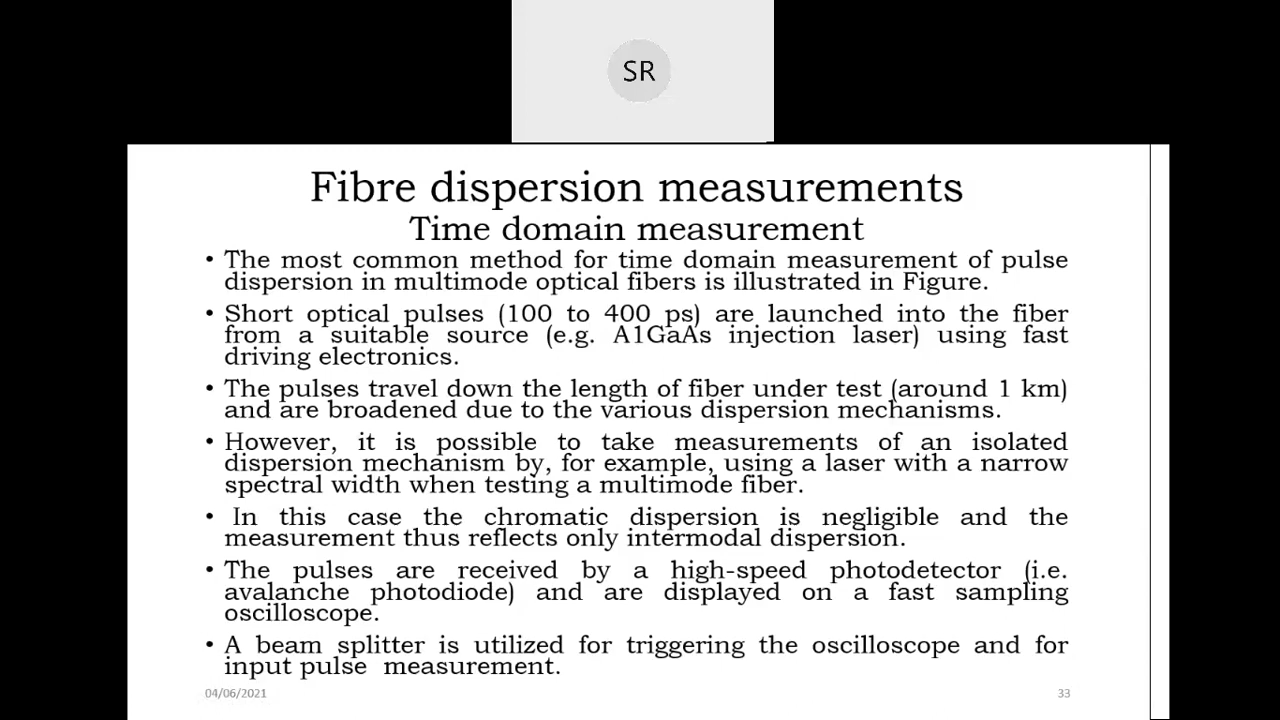 SR
Fibre dispersion measurements
Time domain measurement
• The most common method for time domain measurement of pulse
dispersion in multimode optical fibers is illustrated in Figure.
• Short optical pulses (100 to 400 ps) are launched into the fiber
from a suitable source (e.g. A1GaAs injection laser) using fast
driving electronics.
• The pulses travel down the length of fiber under test (around 1 km)
and are broadened due to the various dispersion mechanisms.
• However, it is possible to take measurements of an isolated
dispersion mechanism by, for example, using a laser with a narrow
spectral width when testing a multimode fiber.
• In this case the chromatic dispersion is negligible and the
measurement thus reflects only intermodal dispersion.
• The pulses are received by a high-speed photodetector (i.e.
avalanche photodiode) and are displayed on a fast sampling
oscilloscope.
• A beam splitter is utilized for triggering the oscilloscope and for
input pulse measurement.
04/06/2021
33